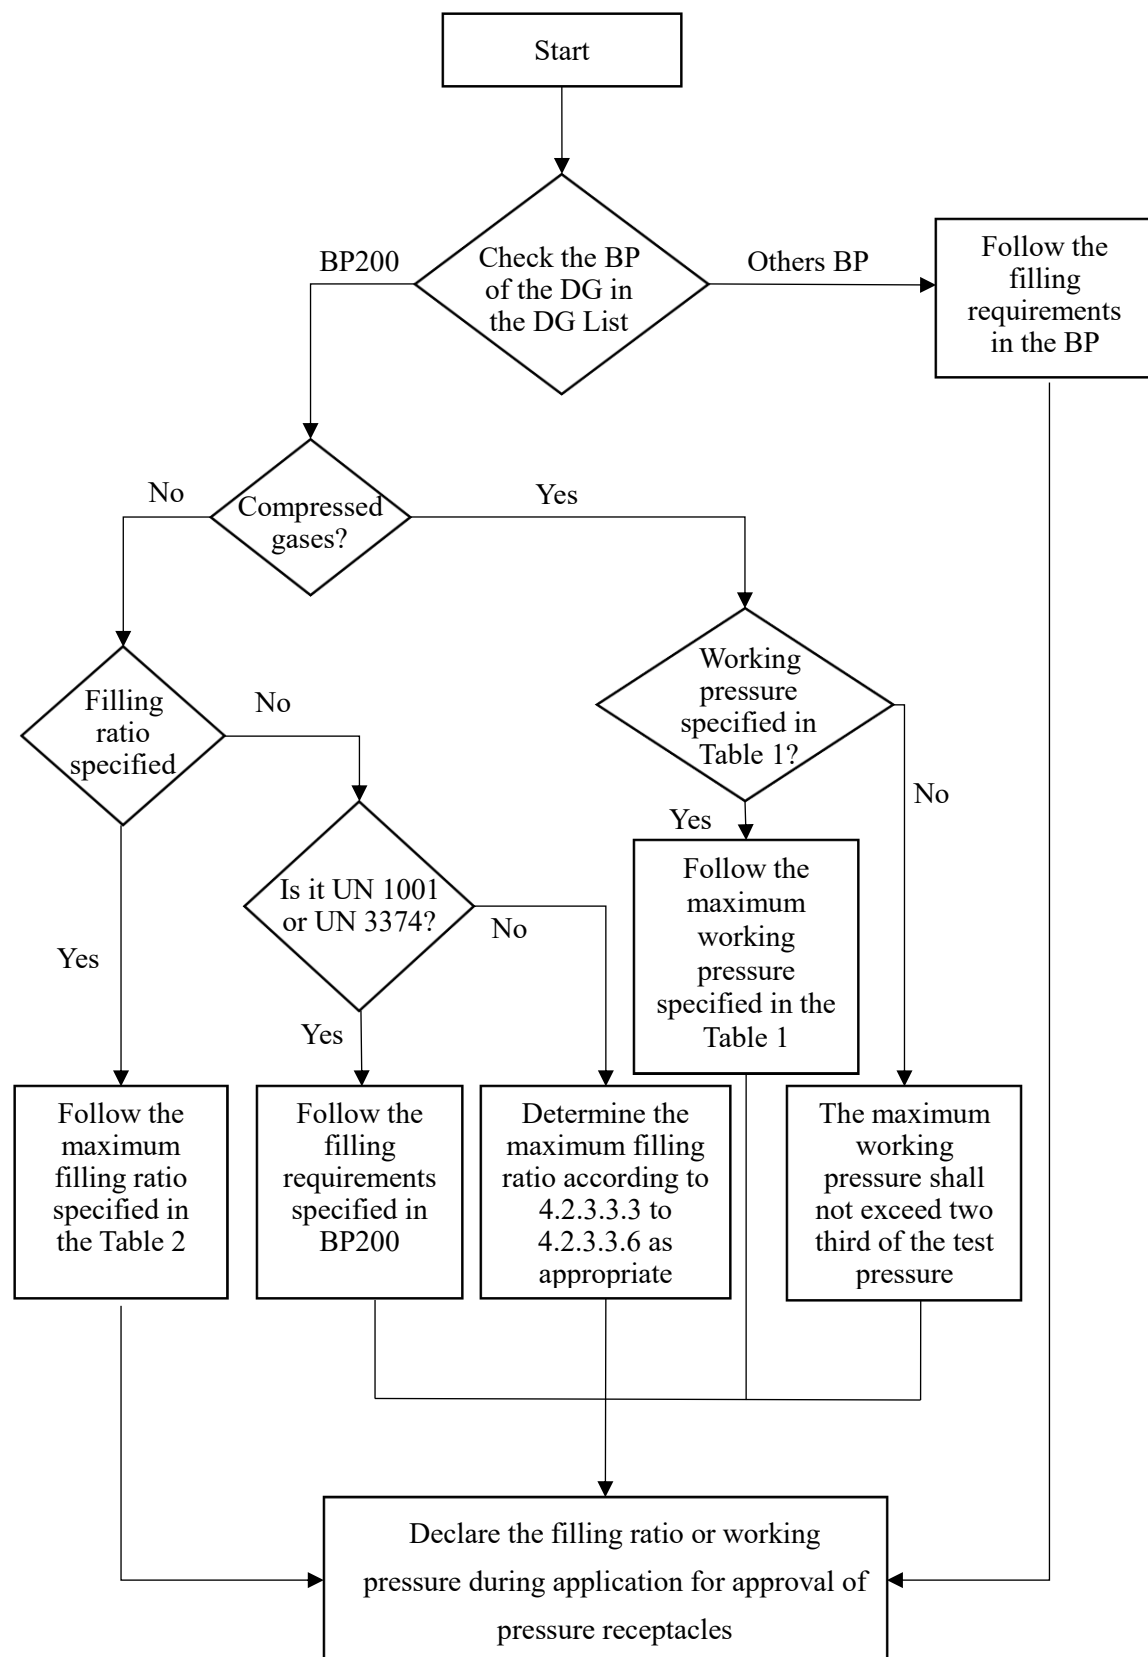 Start
BP200
Check the BP
of the DG in
the DG List
Others BP
Follow the
filling
requirements
in the BP
No
Compressed
gases?
Yes
Filling
ratio
specified
No
Working
pressure
specified in
Table 1?
No
Yes
Is it UN 1001
or UN 3374?
No
Yes
Yes
Follow the
maximum
working
pressure
specified in the
Table 1
Follow the
maximum
filling ratio
specified in
the Table 2
Follow the
filling
requirements
specified in
BP200
Determine the
maximum filling
ratio according to
4.2.3.3.3 to
4.2.3.3.6 as
appropriate
The maximum
working
pressure shall
not exceed two
third of the test
pressure
Declare the filling ratio or working
pressure during application for approval of
pressure receptacles